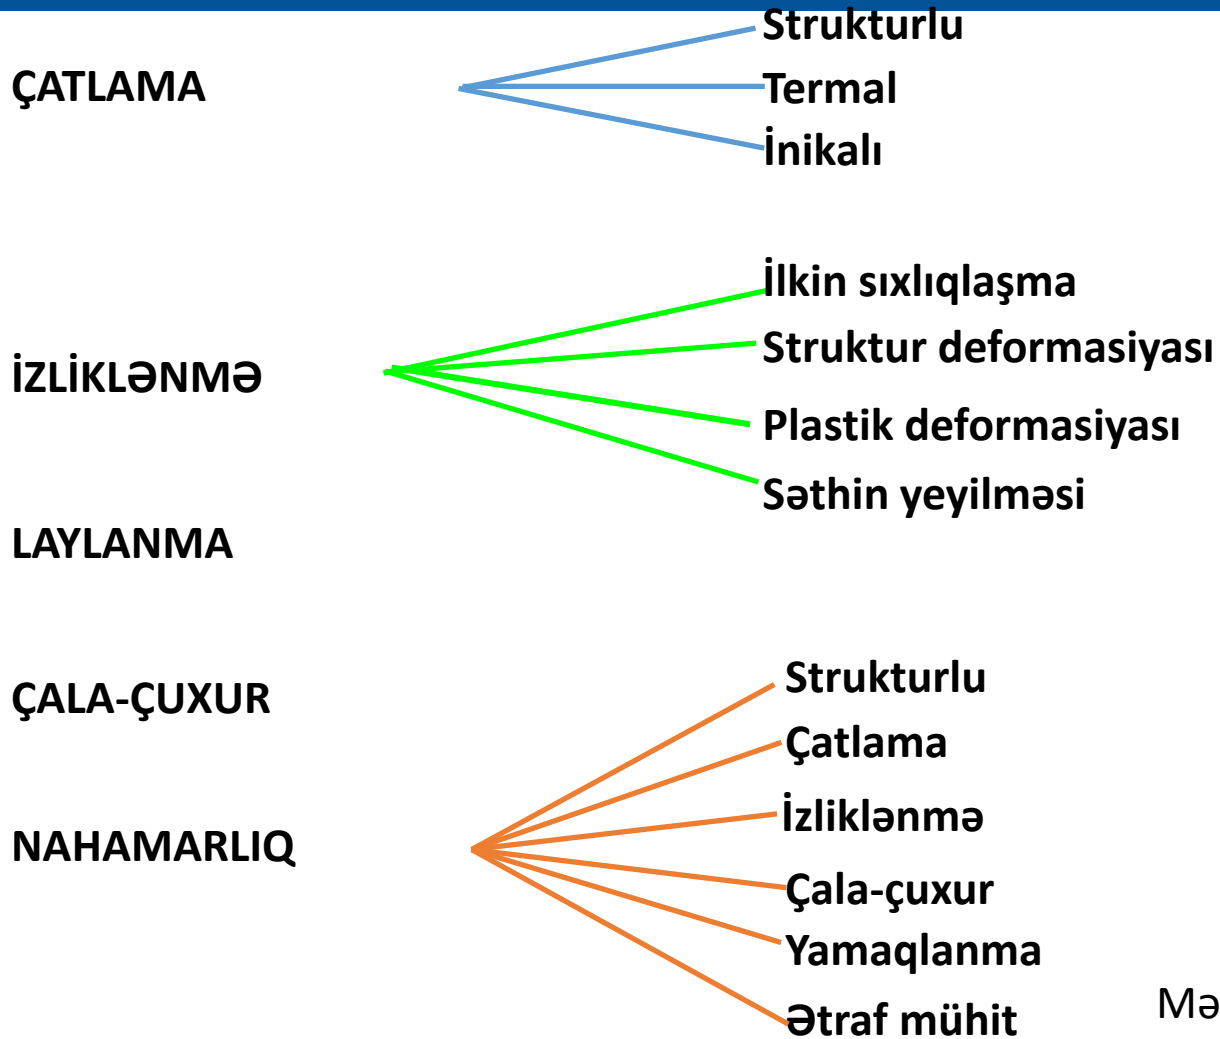 ÇATLAMA
Strukturlu
Termal
İnikalı
İZLİKLƏNMƏ
İlkin sıxlıqlaşma
Struktur deformasiyası
Plastik deformasiyası
Səthin yeyilməsi
LAYLANMA
ÇALA-ÇUXUR
NAHAMARLIQ
Strukturlu
Çatlama
İzliklənmə
Çala-çuxur
Yamaqlanma
Ətraf mühit
Mə